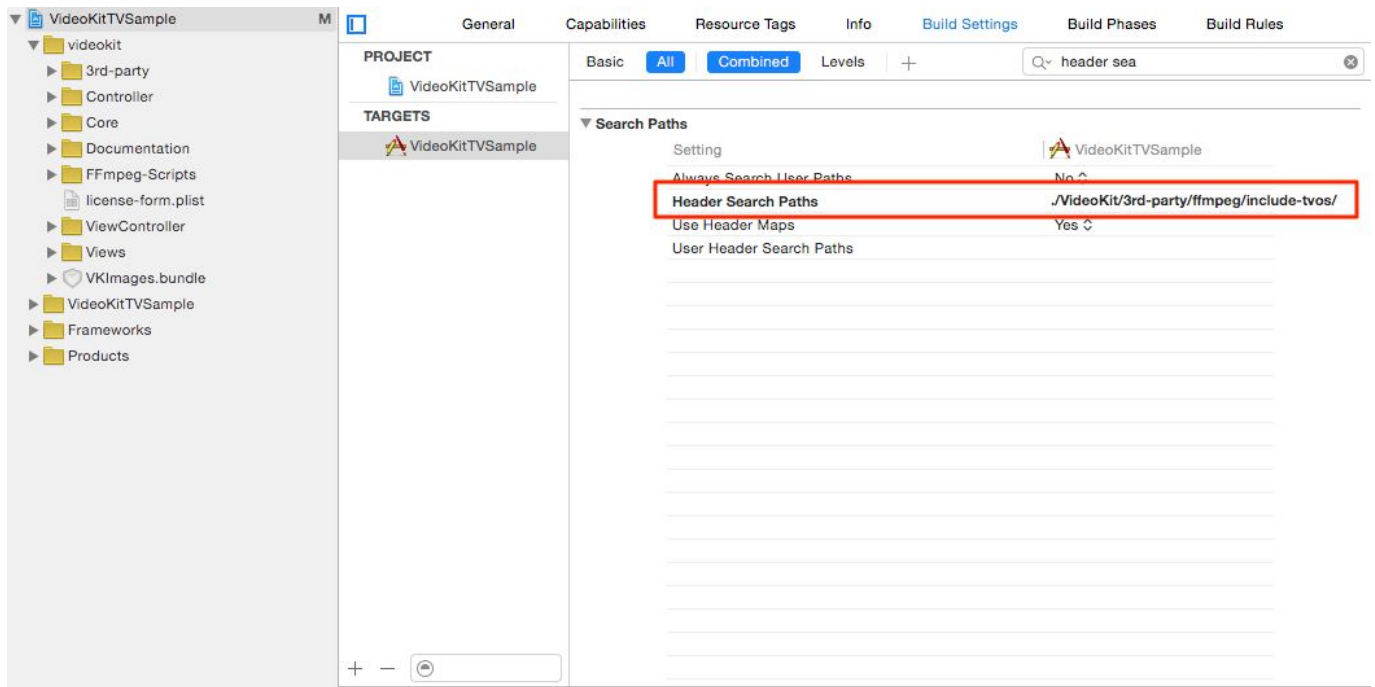 VideoKitTVSample M
videokit
3rd-party
Controller
Core
Documentation
FFmpeg-Scripts
license-form.plist
ViewController
Views
VKImages.bundle
VideoKitTVSample
Frameworks
Products
General Capabilities Resource Tags Info Build Settings Build Phases Build Rules
PROJECT
VideoKitTVSample
TARGETS
VideoKitTVSample
Basic All Combined Levels + header sea
Search Paths
Setting VideoKitTVSample
Always Search User Paths No
Header Search Paths ./VideoKit/3rd-party/ffmpeg/include-tvos/
Use Header Maps Yes
User Header Search Paths
+ −